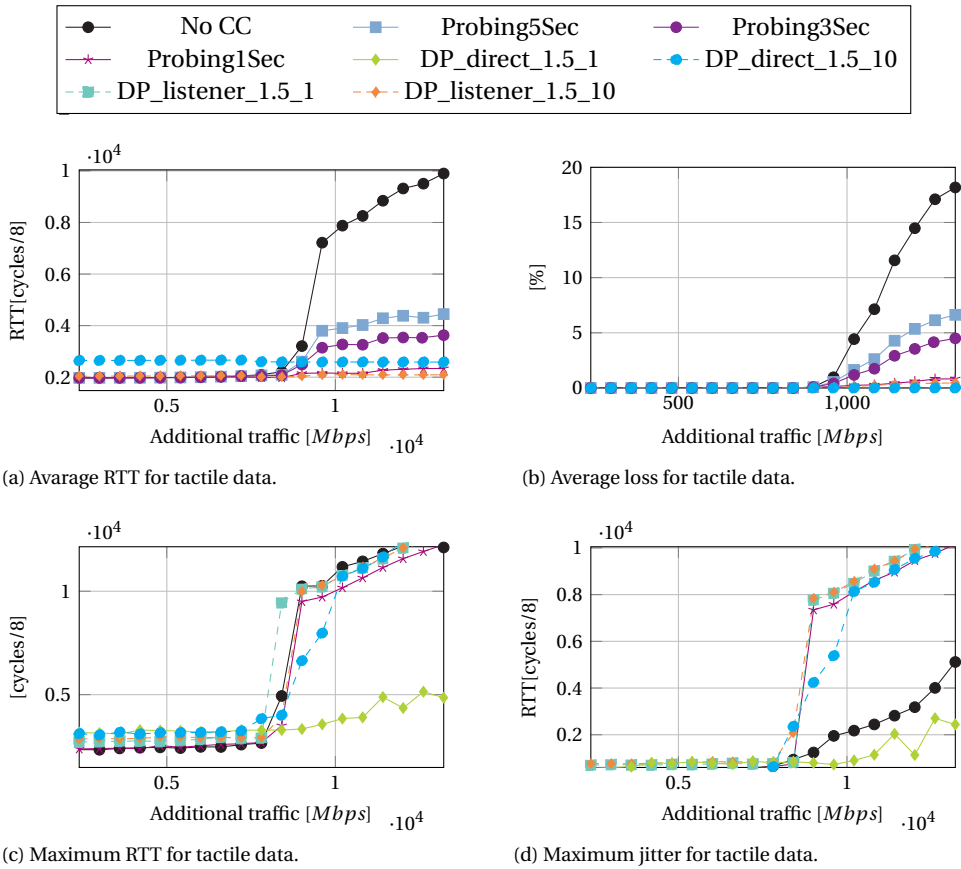 No CC Probing5Sec Probing3Sec
Probing1Sec DP_direct_1.5_1 DP_direct_1.5_10
DP_listener_1.5_1 DP_listener_1.5_10
·10^4
1
0.8
0.6
0.4
0.2
RTT[cycles/8]
0.5 1
Additional traffic [Mbps] ·10^4
(a) Avarage RTT for tactile data.
20
15
10
5
0
[%]
500 1,000
Additional traffic [Mbps]
(b) Average loss for tactile data.
·10^4
1
0.5
[cycles/8]
0.5 1
Additional traffic [Mbps] ·10^4
(c) Maximum RTT for tactile data.
·10^4
1
0.8
0.6
0.4
0.2
RTT[cycles/8]
0.5 1
Additional traffic [Mbps] ·10^4
(d) Maximum jitter for tactile data.